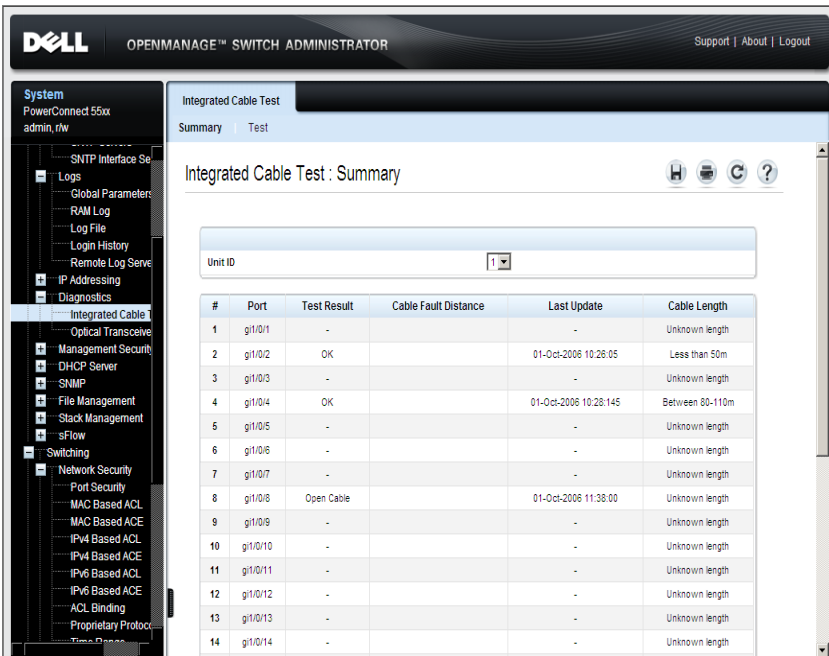 DELL OPENMANAGE™ SWITCH ADMINISTRATOR Support | About | Logout
System
PowerConnect 55xx
admin, r/w
SNTP Interface Se
Logs
Global Parameters
RAM Log
Log File
Login History
Remote Log Serve
IP Addressing
Diagnostics
Integrated Cable T
Optical Transceive
Management Securit
DHCP Server
SNMP
File Management
Stack Management
sFlow
Switching
Network Security
Port Security
MAC Based ACL
MAC Based ACE
IPv4 Based ACL
IPv4 Based ACE
IPv6 Based ACL
IPv6 Based ACE
ACL Binding
Proprietary Protoco
Time Range
Integrated Cable Test
Summary Test
Integrated Cable Test : Summary
Unit ID 1
# Port Test Result Cable Fault Distance Last Update Cable Length
1 gi1/0/1 - - Unknown length
2 gi1/0/2 OK 01-Oct-2006 10:26:05 Less than 50m
3 gi1/0/3 - - Unknown length
4 gi1/0/4 OK 01-Oct-2006 10:28:145 Between 80-110m
5 gi1/0/5 - - Unknown length
6 gi1/0/6 - - Unknown length
7 gi1/0/7 - - Unknown length
8 gi1/0/8 Open Cable 01-Oct-2006 11:38:00 Unknown length
9 gi1/0/9 - - Unknown length
10 gi1/0/10 - - Unknown length
11 gi1/0/11 - - Unknown length
12 gi1/0/12 - - Unknown length
13 gi1/0/13 - - Unknown length
14 gi1/0/14 - - Unknown length